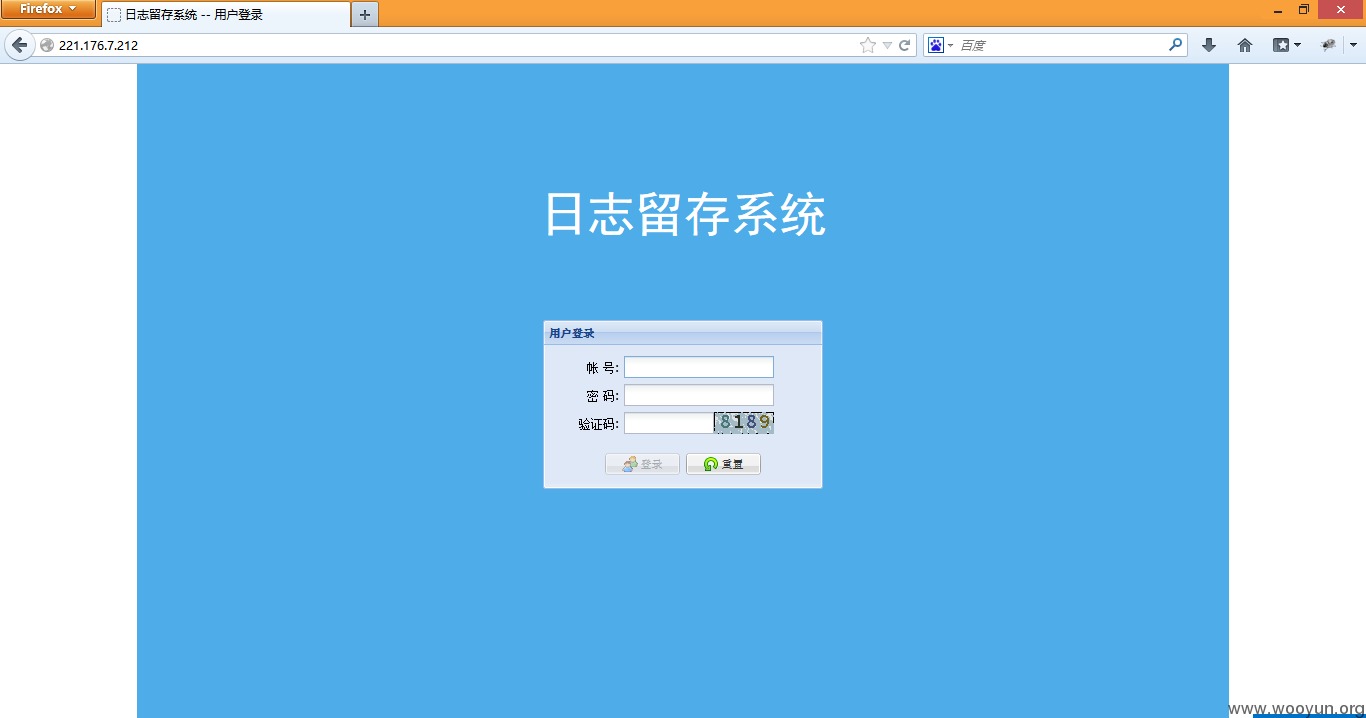 Firefox
日志留存系统 -- 用户登录
221.176.7.212
百度
日志留存系统
用户登录
帐 号:
密 码:
验证码:
8189
登录
重置
www.wooyun.org